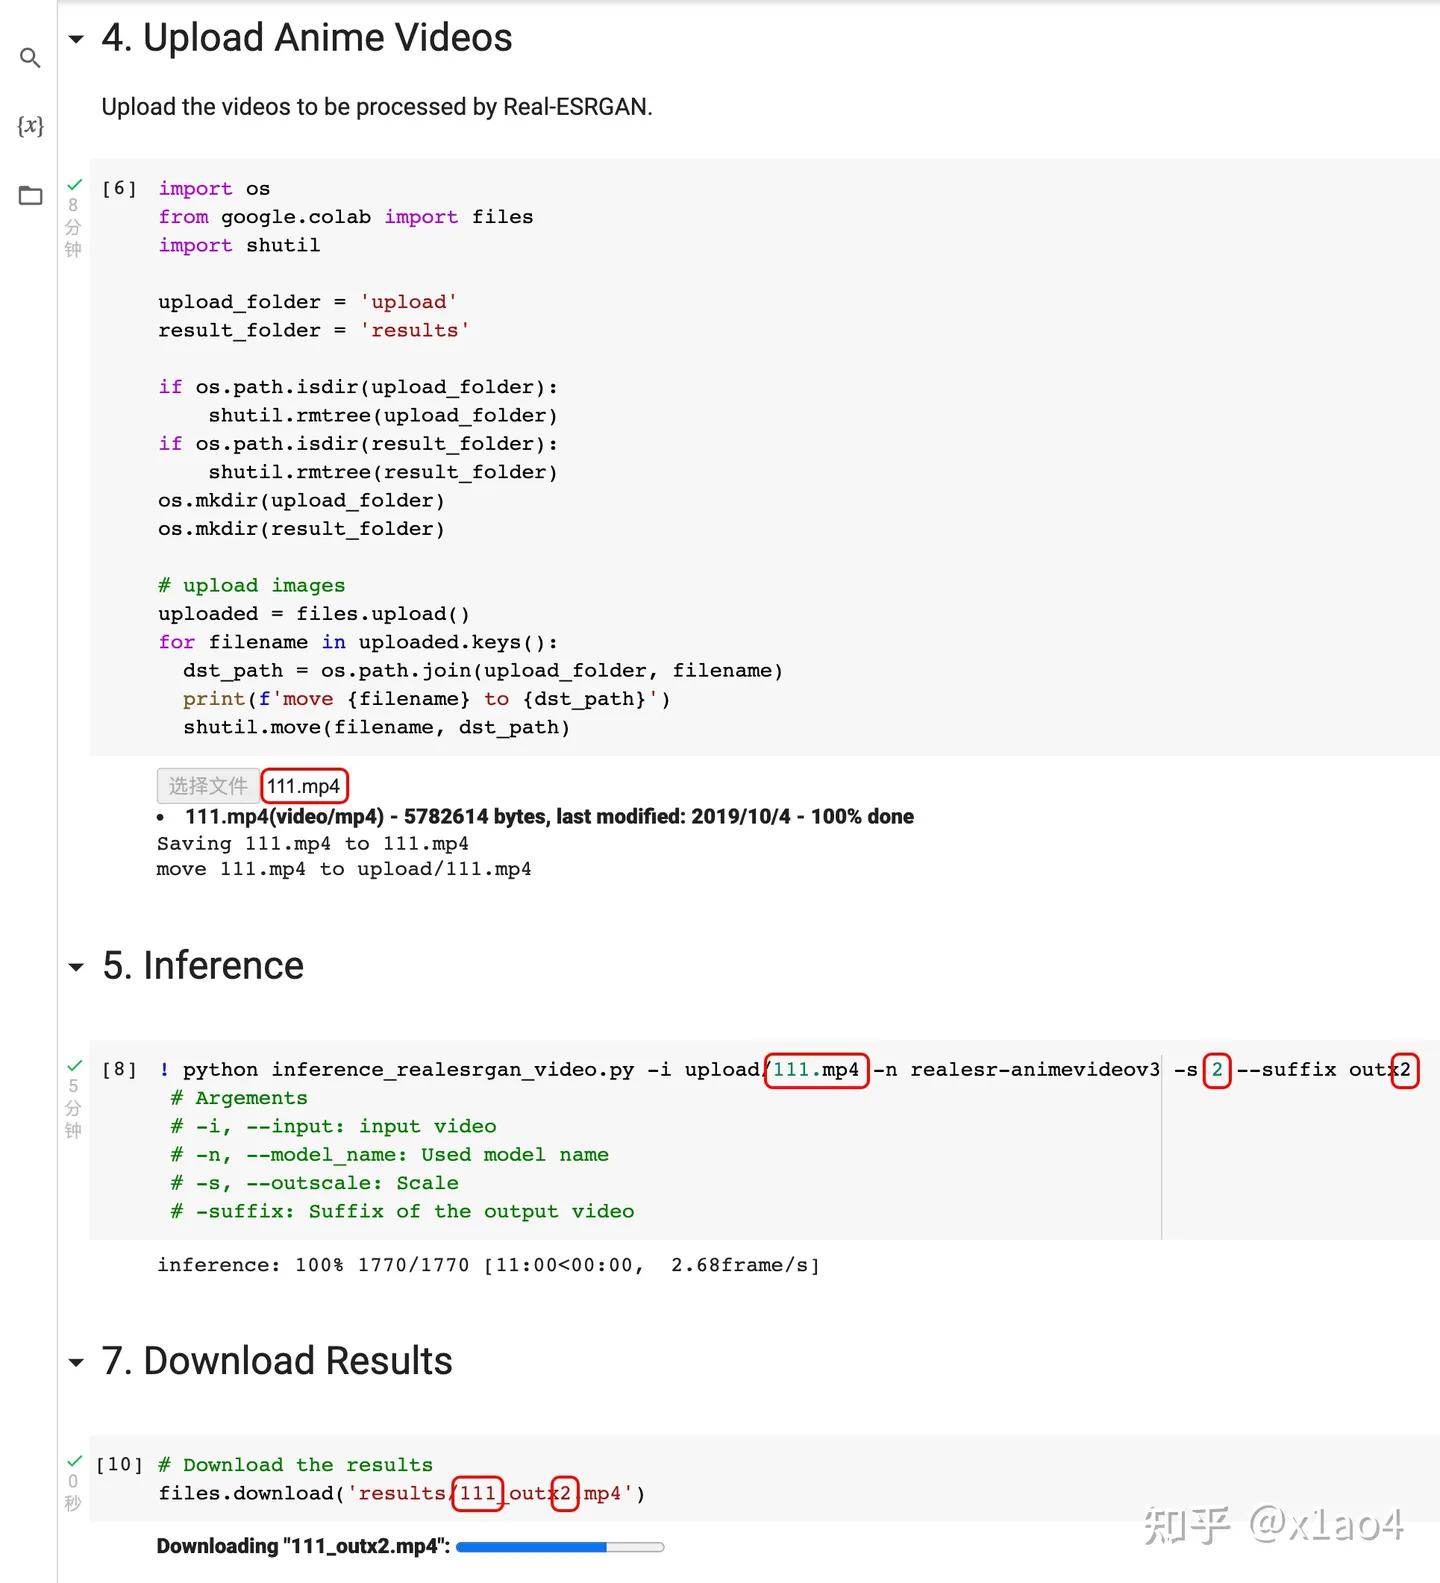 4. Upload Anime Videos
Upload the videos to be processed by Real-ESRGAN.
{x}
8
分
钟
[6]
import os
from google.colab import files
import shutil
upload_folder = 'upload'
result_folder = 'results'
if os.path.isdir(upload_folder):
    shutil.rmtree(upload_folder)
if os.path.isdir(result_folder):
    shutil.rmtree(result_folder)
os.mkdir(upload_folder)
os.mkdir(result_folder)
# upload images
uploaded = files.upload()
for filename in uploaded.keys():
  dst_path = os.path.join(upload_folder, filename)
  print(f'move {filename} to {dst_path}')
  shutil.move(filename, dst_path)
选择文件 111.mp4
• 111.mp4(video/mp4) - 5782614 bytes, last modified: 2019/10/4 - 100% done
Saving 111.mp4 to 111.mp4
move 111.mp4 to upload/111.mp4
5. Inference
5
分
钟
[8] ! python inference_realesrgan_video.py -i upload/111.mp4 -n realesr-animevideov3 -s 2 --suffix outx2
# Argements
# -i, --input: input video
# -n, --model_name: Used model name
# -s, --outscale: Scale
# -suffix: Suffix of the output video
inference: 100% 1770/1770 [11:00<00:00,  2.68frame/s]
7. Download Results
0
秒
[10] # Download the results
files.download('results/111_outx2.mp4')
Downloading "111_outx2.mp4":
知乎 @x1ao4